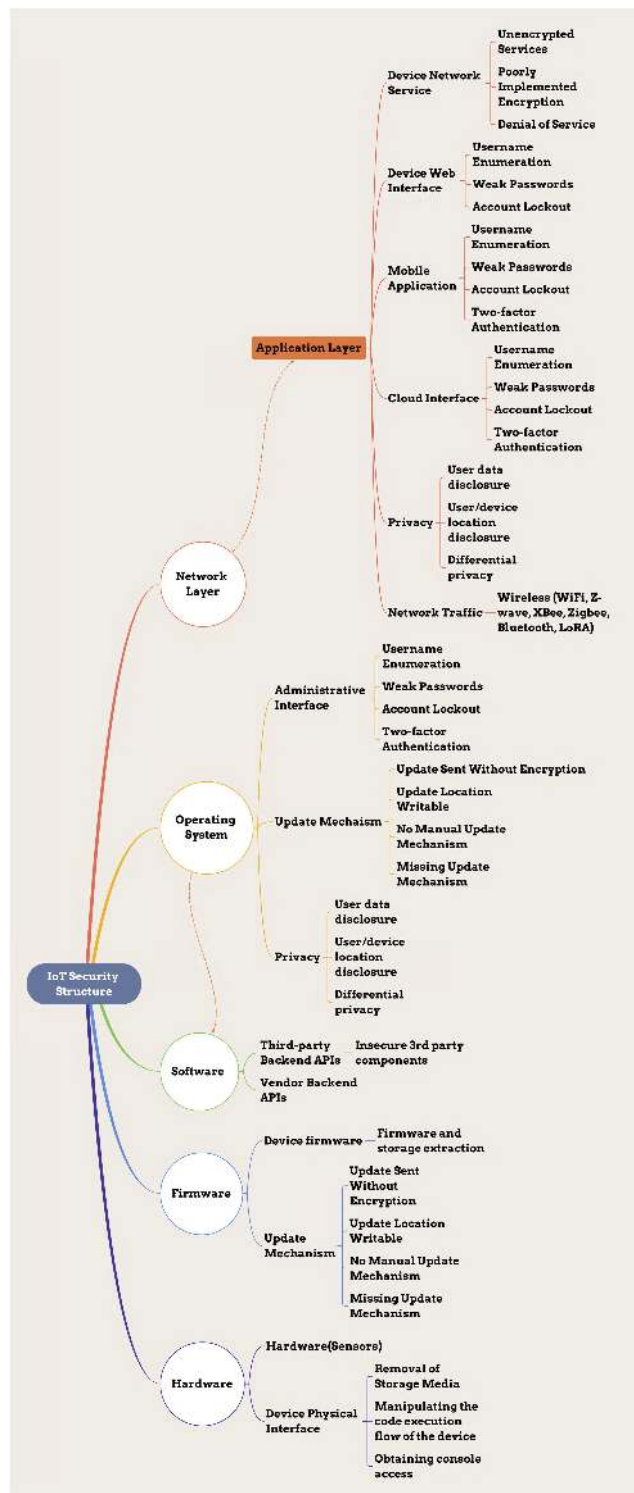 Unencrypted
Services
Device Network
Service
Poorly
Implemented
Encryption
Denial of Service
Username
Enumeration
Device Web
Interface
Weak Passwords
Account Lockout
Username
Enumeration
Mobile
Application
Weak Passwords
Account Lockout
Two-factor
Authentication
Application Layer
Username
Enumeration
Weak Passwords
Cloud Interface
Account Lockout
Two-factor
Authentication
User data
disclosure
Privacy
User/device
location
disclosure
Differential
privacy
Network
Layer
Network Traffic
Wireless (WiFi, Z-
wave, XBee, Zigbee,
Bluetooth, LoRA)
Username
Enumeration
Administrative
Interface
Weak Passwords
Account Lockout
Two-factor
Authentication
Operating
System
Update Mechaism
Update Sent Without Encryption
Update Location
Writable
No Manual Update
Mechanism
Missing Update
Mechanism
User data
disclosure
Privacy
User/device
location
disclosure
Differential
privacy
IoT Security
Structure
Software
Third-party
Backend APIs
Insecure 3rd party
components
Vendor Backend
APIs
Firmware
Device firmware
Firmware and
storage extraction
Update
Mechanism
Update Sent
Without
Encryption
Update Location
Writable
No Manual Update
Mechanism
Missing Update
Mechanism
Hardware
Hardware(Sensors)
Device Physical
Interface
Removal of
Storage Media
Manipulating the
code execution
flow of the device
Obtaining console
access